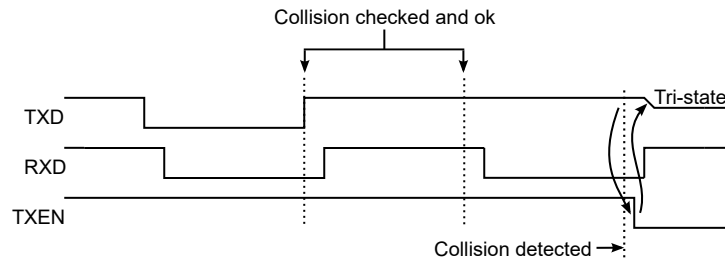 Collision checked and ok
Tri-state
TXD
RXD
TXEN
Collision detected